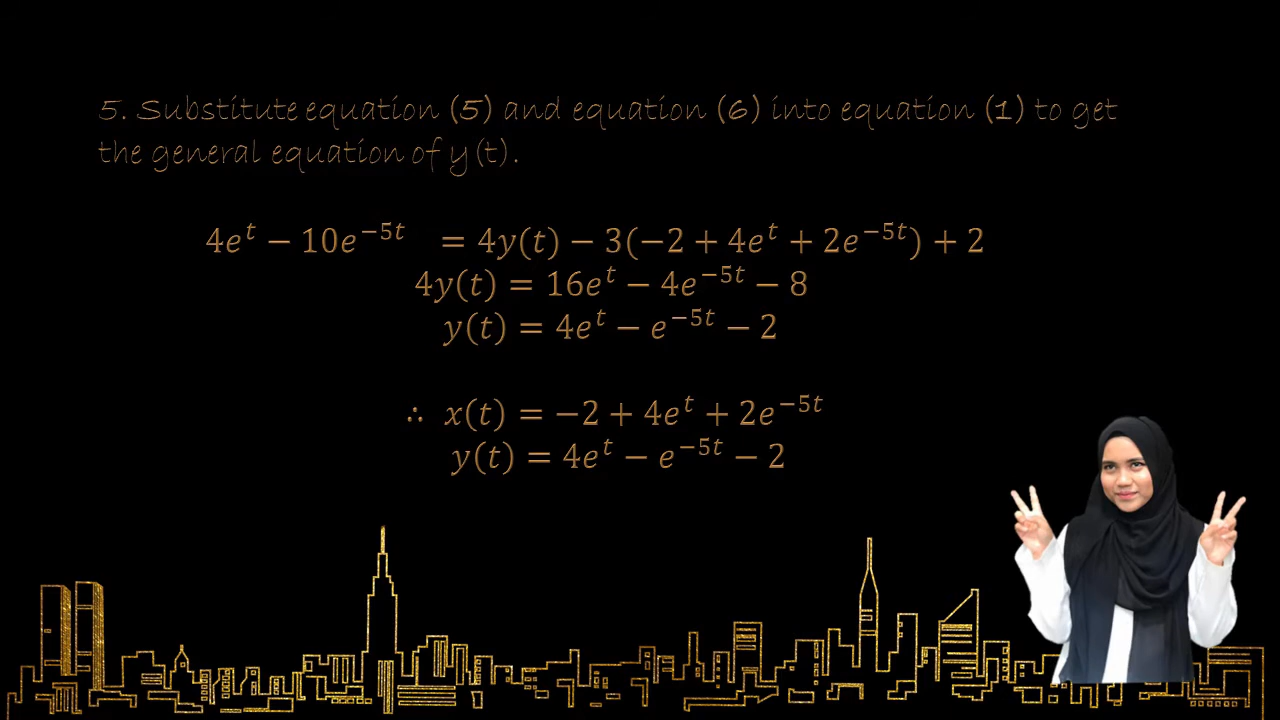 5. Substitute equation (5) and equation (6) into equation (1) to get
the general equation of y (t).
4e^t − 10e^{−5t} = 4y(t) − 3(−2 + 4e^t + 2e^{−5t}) + 2
4y(t) = 16e^t − 4e^{−5t} − 8
y(t) = 4e^t − e^{−5t} − 2
∴ x(t) = −2 + 4e^t + 2e^{−5t}
y(t) = 4e^t − e^{−5t} − 2